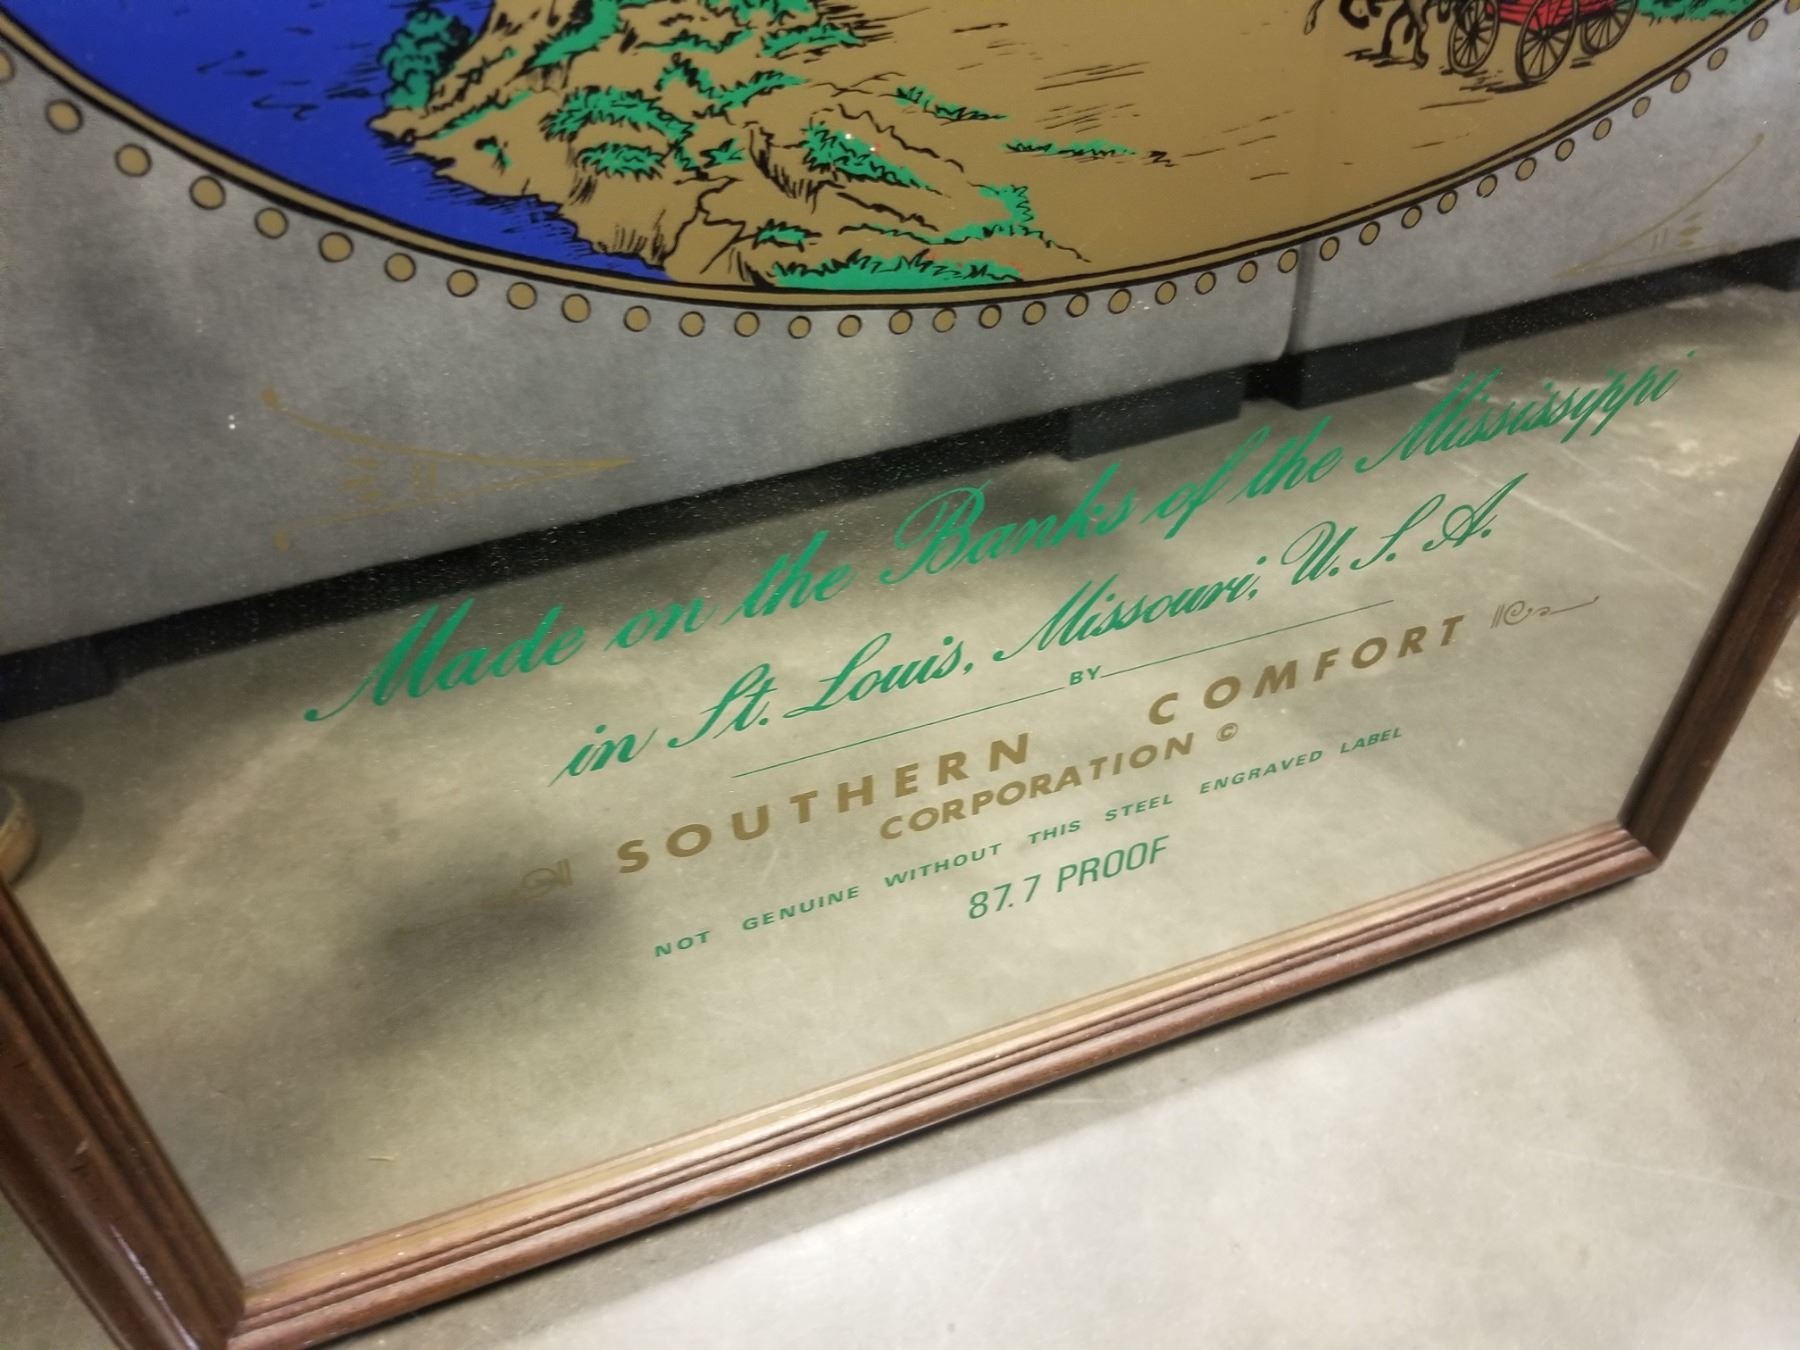 Made on the Banks of the Mississippi
in St. Louis, Missouri, U.S.A.
BY
SOUTHERN COMFORT
CORPORATION ©
NOT GENUINE WITHOUT THIS STEEL ENGRAVED LABEL
87.7 PROOF